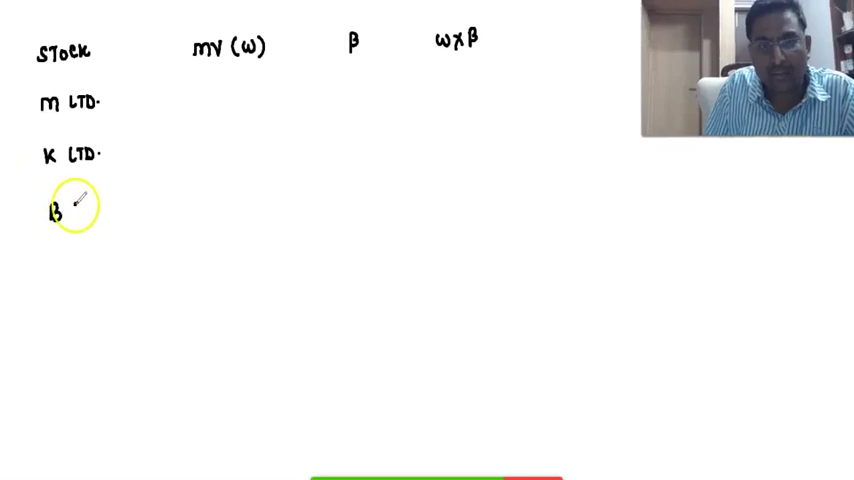 STOCK MV (ω) β ω×β
M LTD.
K LTD.
B